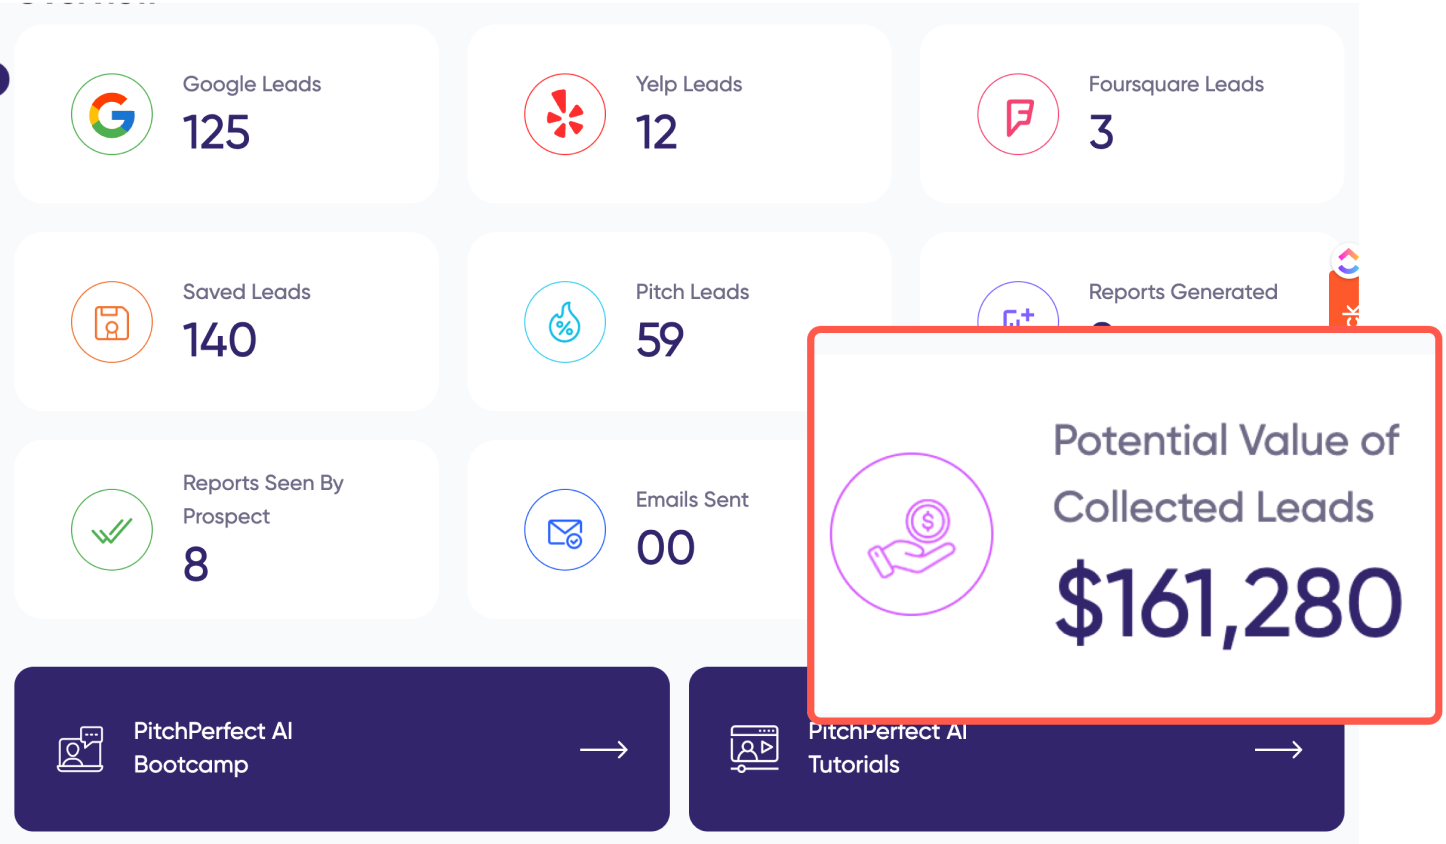 Google Leads
125
Yelp Leads
12
Foursquare Leads
3
Saved Leads
140
Pitch Leads
59
Reports Generated
Reports Seen By
Prospect
8
Emails Sent
00
Potential Value of
Collected Leads
$161,280
PitchPerfect AI
Bootcamp
PitchPerfect AI
Tutorials